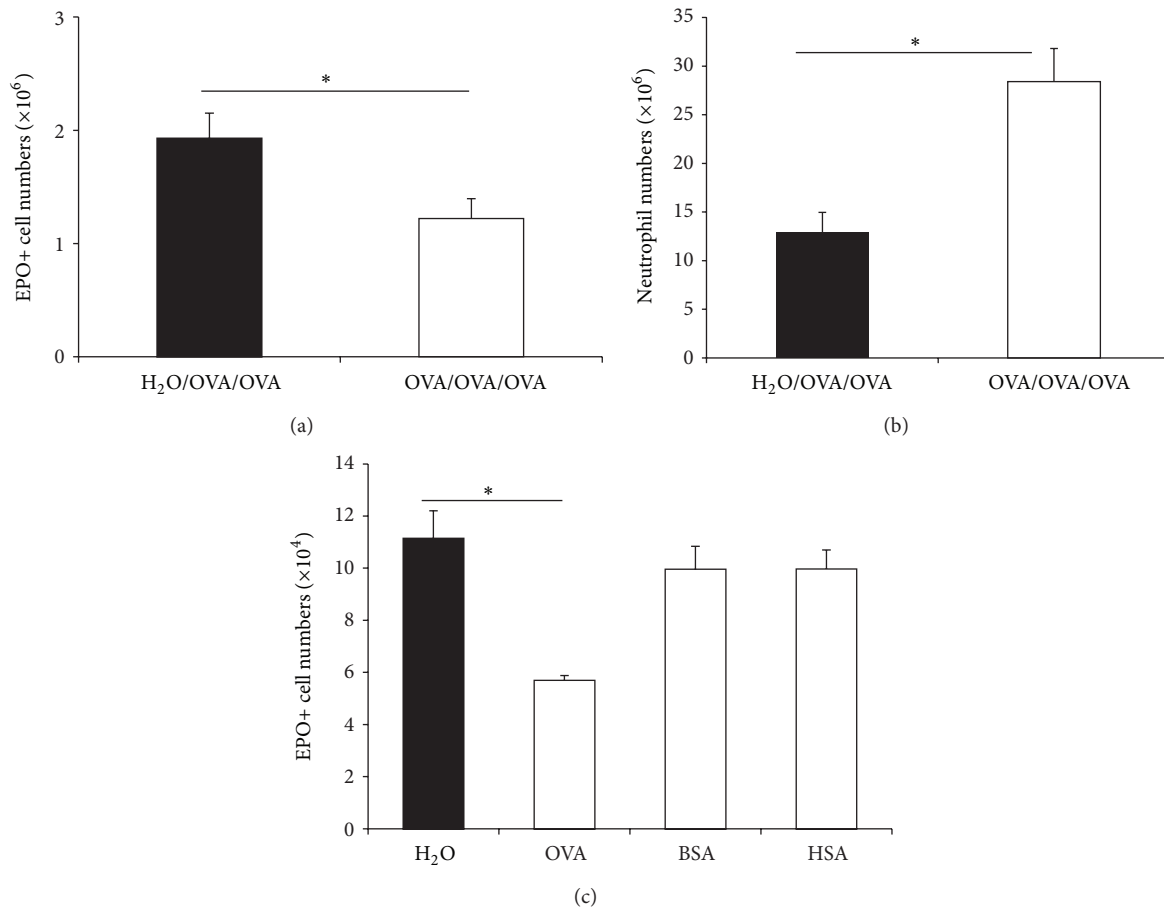 3
2
1
0
EPO+ cell numbers (×10⁶)
*
H₂O/OVA/OVA
OVA/OVA/OVA
(a)
35
30
25
20
15
10
5
0
Neutrophil numbers (×10⁶)
*
H₂O/OVA/OVA
OVA/OVA/OVA
(b)
14
12
10
8
6
4
2
0
EPO+ cell numbers (×10⁴)
*
H₂O
OVA
BSA
HSA
(c)